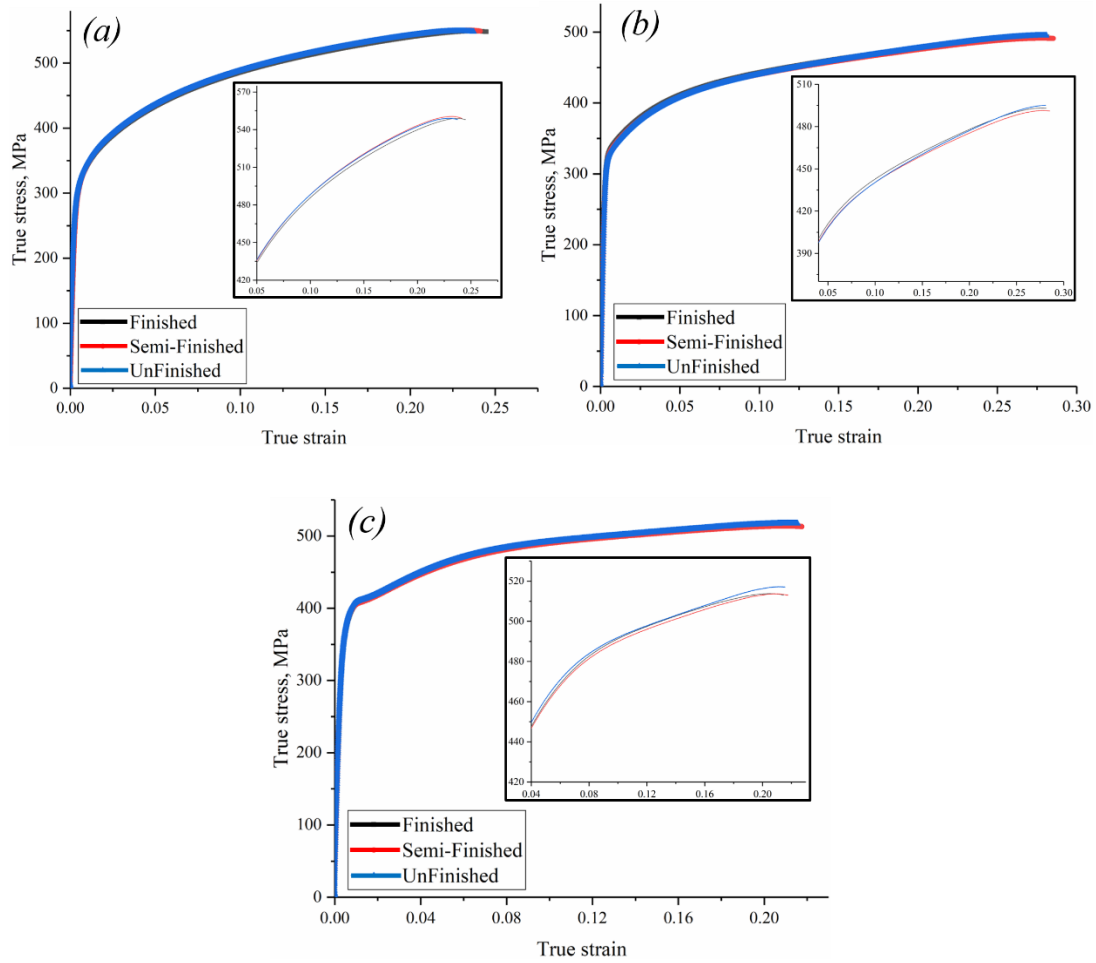 (a)
True stress, MPa
500
400
300
200
100
0
540
510
480
450
420
0.05 0.10 0.15 0.20 0.25
Finished
Semi-Finished
UnFinished
0.00 0.05 0.10 0.15 0.20 0.25
True strain
(b)
True stress, MPa
500
400
300
200
100
0
510
480
450
420
390
0.05 0.10 0.15 0.20 0.25 0.30
Finished
Semi-Finished
UnFinished
0.00 0.05 0.10 0.15 0.20 0.25 0.30
True strain
(c)
True stress, MPa
500
400
300
200
100
0
520
500
480
460
440
420
0.04 0.08 0.12 0.16 0.20
Finished
Semi-Finished
UnFinished
0.00 0.04 0.08 0.12 0.16 0.20
True strain